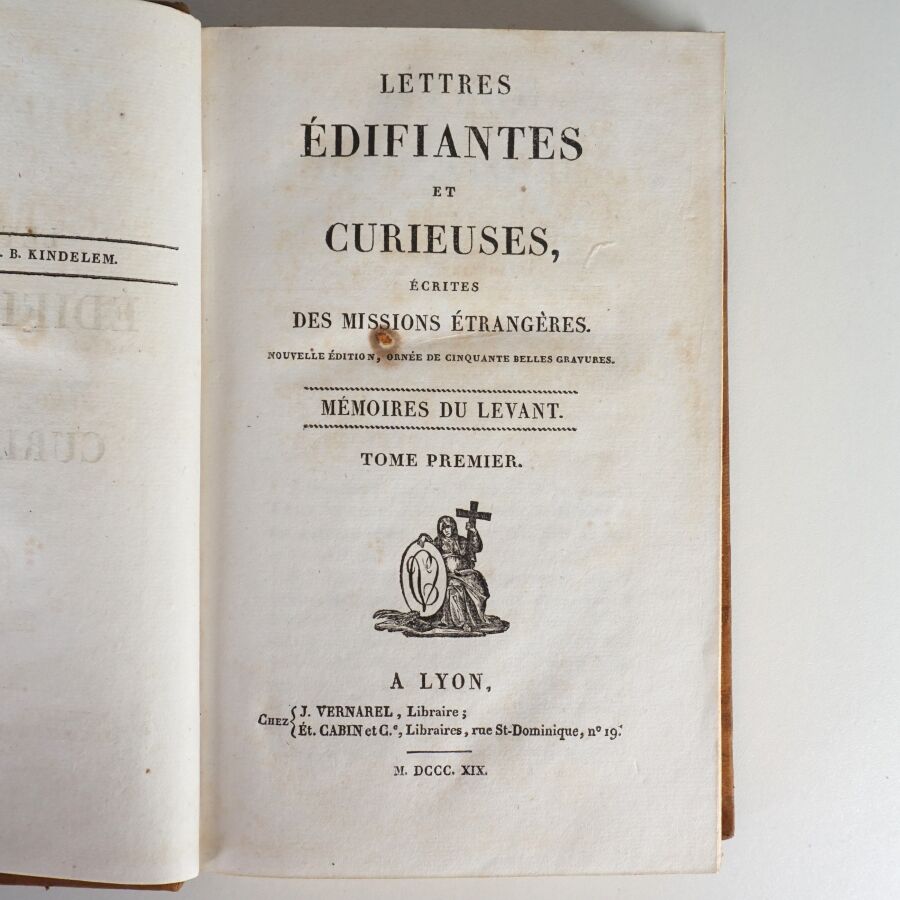 . B. KINDELEM.
LETTRES
ÉDIFIANTES
ET
CURIEUSES,
ÉCRITES
DES MISSIONS ÉTRANGÈRES.
NOUVELLE ÉDITION, ORNÉE DE CINQUANTE BELLES GRAVURES.
MÉMOIRES DU LEVANT.
TOME PREMIER.
A LYON,
CHEZ { J. VERNAREL, Libraire;
Ét. CABIN et C.e, Libraires, rue St-Dominique, n° 19.
M. DCCC. XIX.